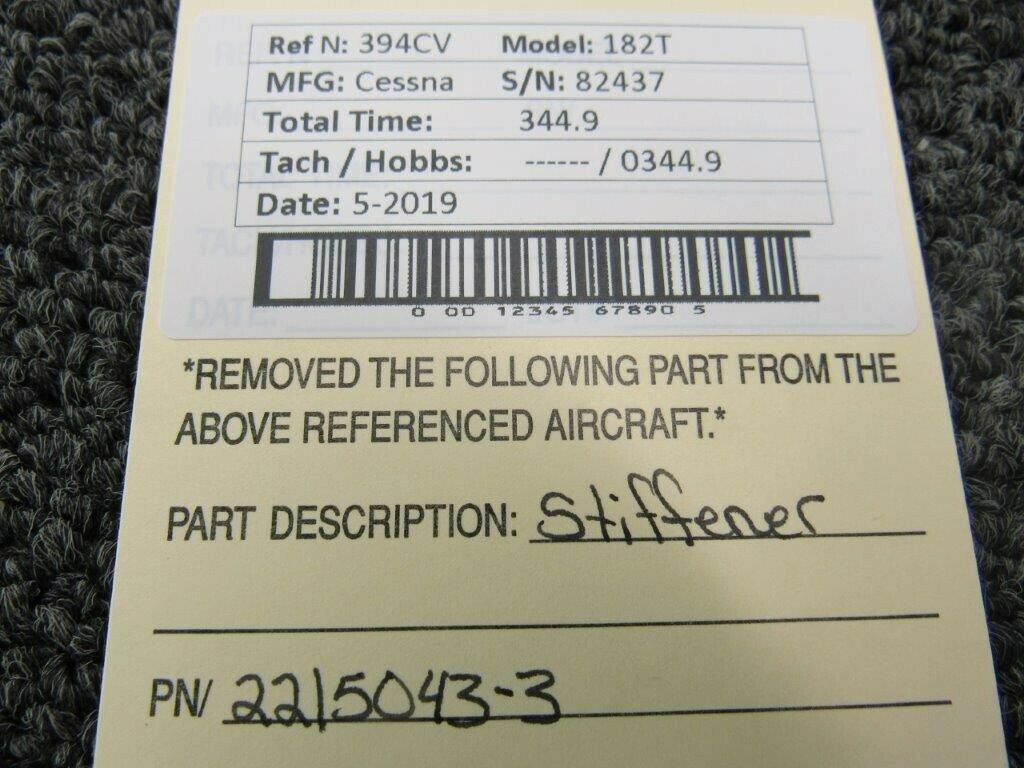 Ref N: 394CV Model: 182T
MFG: Cessna S/N: 82437
Total Time: 344.9
Tach / Hobbs: ------ / 0344.9
Date: 5-2019
0 00 12345 67890 5
*REMOVED THE FOLLOWING PART FROM THE
ABOVE REFERENCED AIRCRAFT.*
PART DESCRIPTION: Stiffener
PN/ 2215043-3